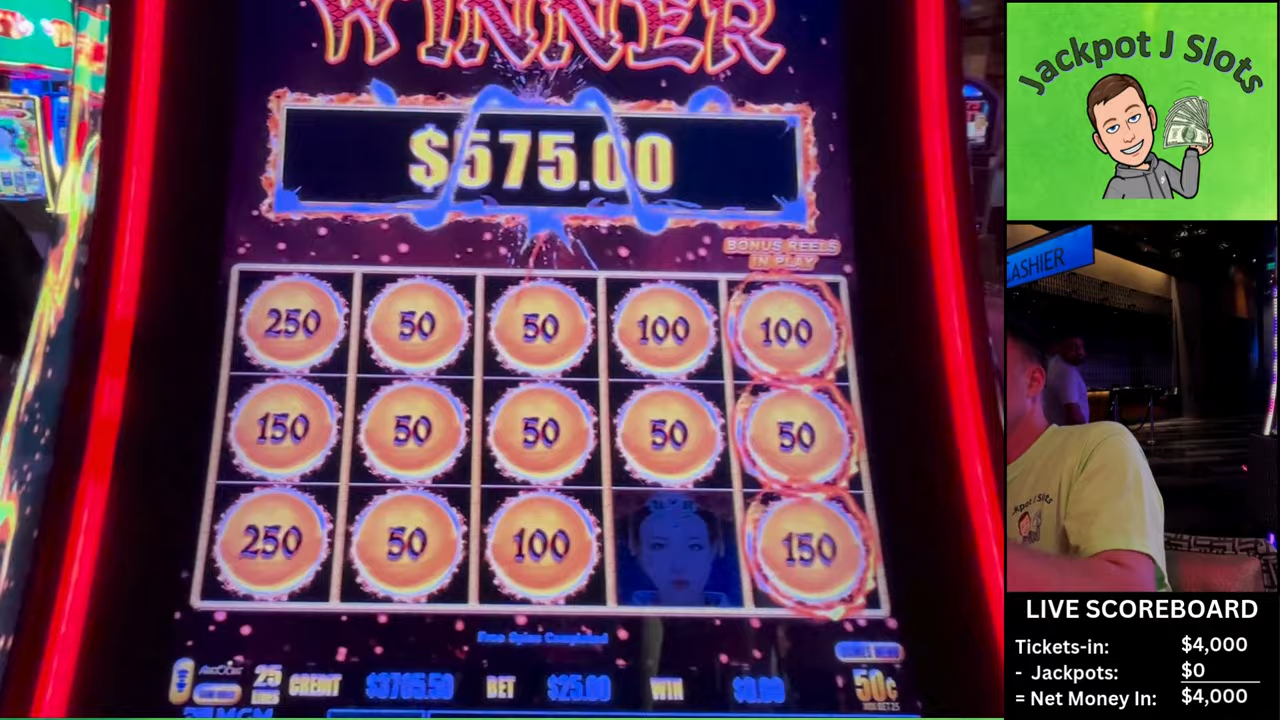 WINNER
$575.00
BONUS REELS
IN PLAY
250 50 50 100 100
150 50 50 50 50
250 50 100 150
Free Spins Completed
25
CREDIT $3705.50 BET $25.00 WIN $0.00
50¢
MGM
Jackpot J Slots
CASHIER
LIVE SCOREBOARD
Tickets-in: $4,000
- Jackpots: $0
= Net Money In: $4,000